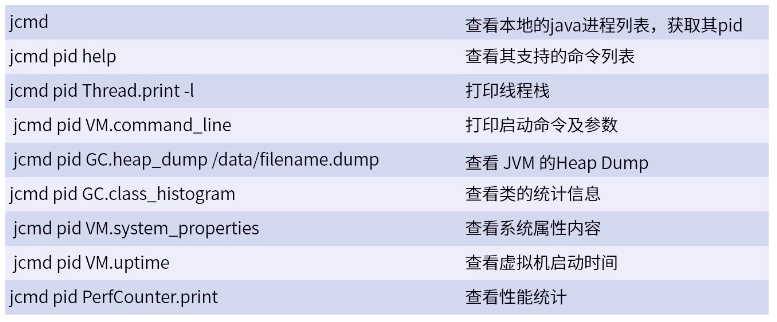 jcmd 查看本地的java进程列表，获取其pid
jcmd pid help 查看其支持的命令列表
jcmd pid Thread.print -l 打印线程栈
jcmd pid VM.command_line 打印启动命令及参数
jcmd pid GC.heap_dump /data/filename.dump 查看 JVM 的Heap Dump
jcmd pid GC.class_histogram 查看类的统计信息
jcmd pid VM.system_properties 查看系统属性内容
jcmd pid VM.uptime 查看虚拟机启动时间
jcmd pid PerfCounter.print 查看性能统计